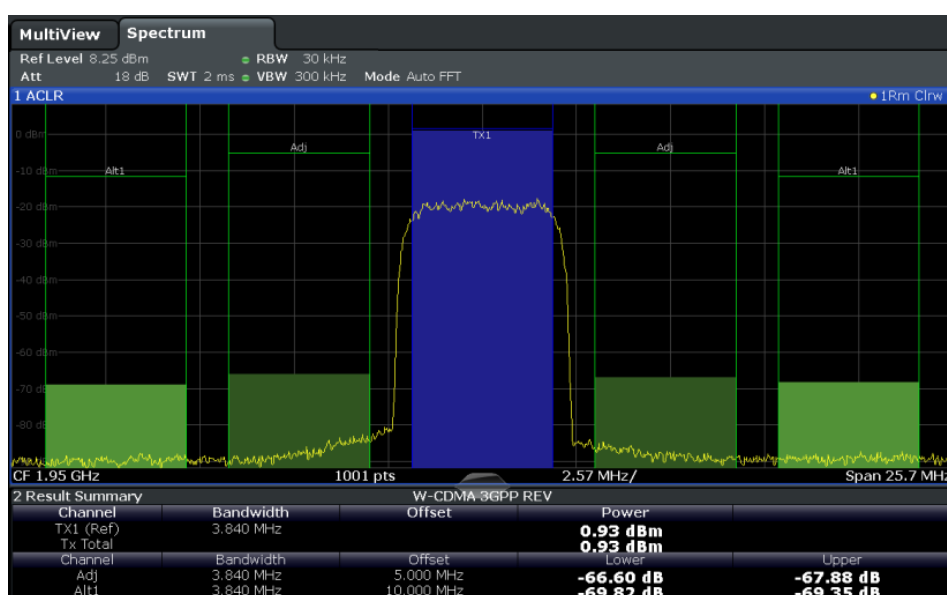 MultiView Spectrum
Ref Level 8.25 dBm RBW 30 kHz
Att 18 dB SWT 2 ms VBW 300 kHz Mode Auto FFT
1 ACLR 1Rm Clrw
TX1
0 dBm
Adj Adj
-10 dBm Alt1 Alt1
-20 dBm
-30 dBm
-40 dBm
-50 dBm
-60 dBm
-70 dB
-80 dB
CF 1.95 GHz 1001 pts 2.57 MHz/ Span 25.7 MHz
2 Result Summary W-CDMA 3GPP REV
Channel Bandwidth Offset Power
TX1 (Ref) 3.840 MHz 0.93 dBm
Tx Total 0.93 dBm
Channel Bandwidth Offset Lower Upper
Adj 3.840 MHz 5.000 MHz -66.60 dB -67.88 dB
Alt1 3.840 MHz 10.000 MHz -69.82 dB -69.35 dB